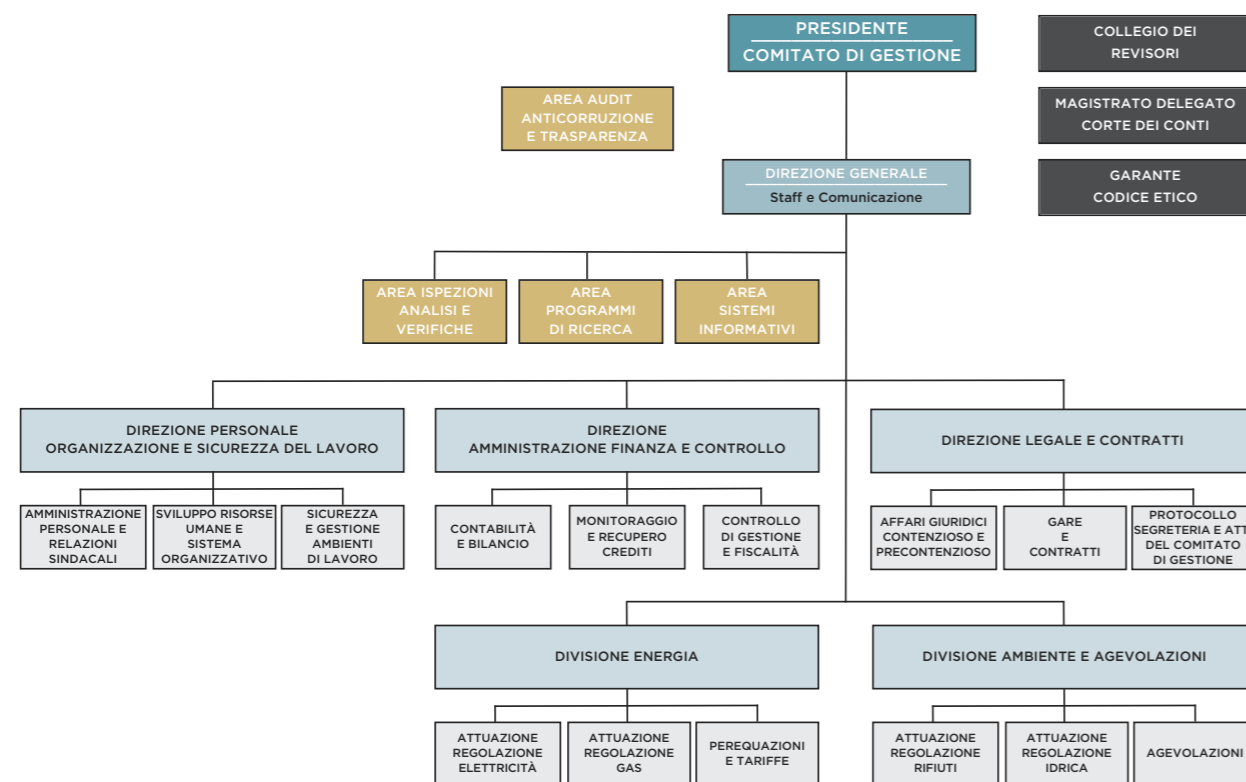 PRESIDENTE
COMITATO DI GESTIONE
COLLEGIO DEI
REVISORI
AREA AUDIT
ANTICORRUZIONE
E TRASPARENZA
MAGISTRATO DELEGATO
CORTE DEI CONTI
DIREZIONE GENERALE
Staff e Comunicazione
GARANTE
CODICE ETICO
AREA ISPEZIONI
ANALISI E
VERIFICHE
AREA
PROGRAMMI
DI RICERCA
AREA
SISTEMI
INFORMATIVI
DIREZIONE PERSONALE
ORGANIZZAZIONE E SICUREZZA DEL LAVORO
DIREZIONE
AMMINISTRAZIONE FINANZA E CONTROLLO
DIREZIONE LEGALE E CONTRATTI
AMMINISTRAZIONE
PERSONALE E
RELAZIONI
SINDACALI
SVILUPPO RISORSE
UMANE E
SISTEMA
ORGANIZZATIVO
SICUREZZA
E GESTIONE
AMBIENTI
DI LAVORO
CONTABILITÀ
E BILANCIO
MONITORAGGIO
E RECUPERO
CREDITI
CONTROLLO
DI GESTIONE
E FISCALITÀ
AFFARI GIURIDICI
CONTENZIOSO E
PRECONTENZIOSO
GARE
E
CONTRATTI
PROTOCOLLO
SEGRETERIA E ATT
DEL COMITATO
DI GESTIONE
DIVISIONE ENERGIA
DIVISIONE AMBIENTE E AGEVOLAZIONI
ATTUAZIONE
REGOLAZIONE
ELETTRICITÀ
ATTUAZIONE
REGOLAZIONE
GAS
PEREQUAZIONI
E TARIFFE
ATTUAZIONE
REGOLAZIONE
RIFIUTI
ATTUAZIONE
REGOLAZIONE
IDRICA
AGEVOLAZIONI